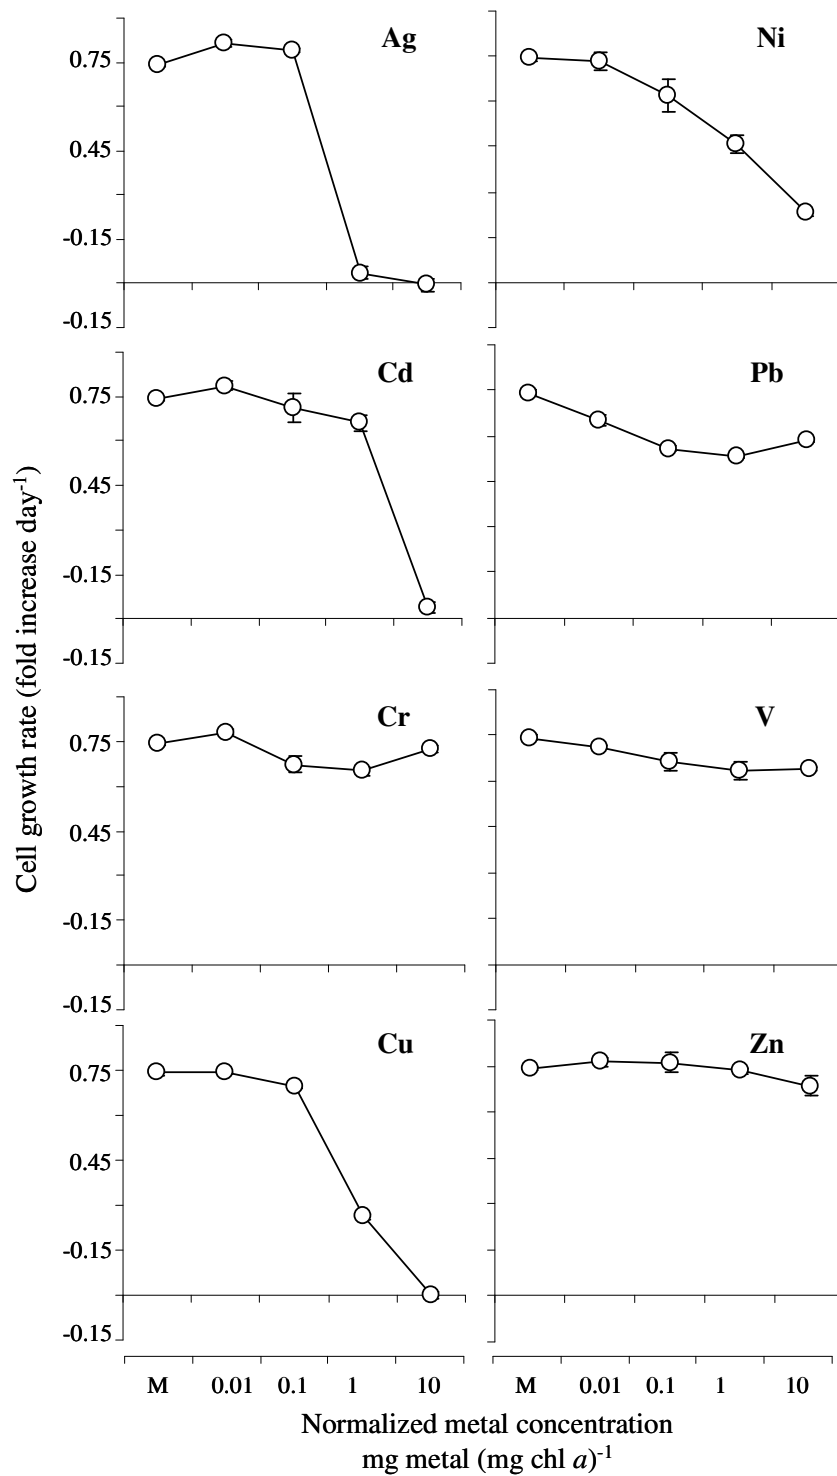 Ag
0.75
0.45
-0.15
-0.15
Ni
Cd
0.75
0.45
-0.15
-0.15
Pb
Cr
0.75
0.45
-0.15
-0.15
V
Cu
0.75
0.45
-0.15
-0.15
Zn
Cell growth rate (fold increase day-1)
M 0.01 0.1 1 10
M 0.01 0.1 1 10
Normalized metal concentration
mg metal (mg chl a)-1